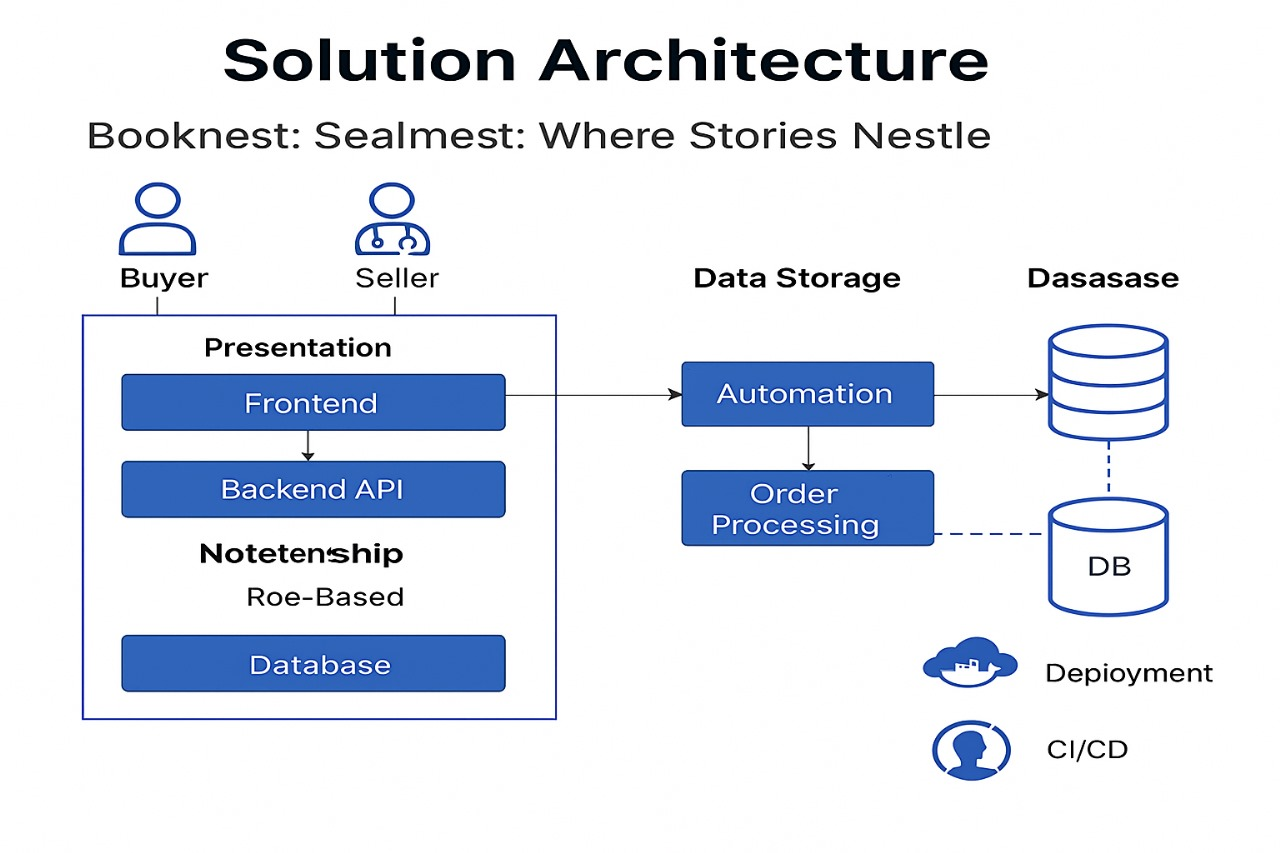 Solution Architecture
Booknest: Sealmest: Where Stories Nestle
Buyer
Seller
Presentation
Frontend
Backend API
Notetenship
Roe-Based
Database
Data Storage
Automation
Order
Processing
Dasasase
DB
Depioyment
CI/CD